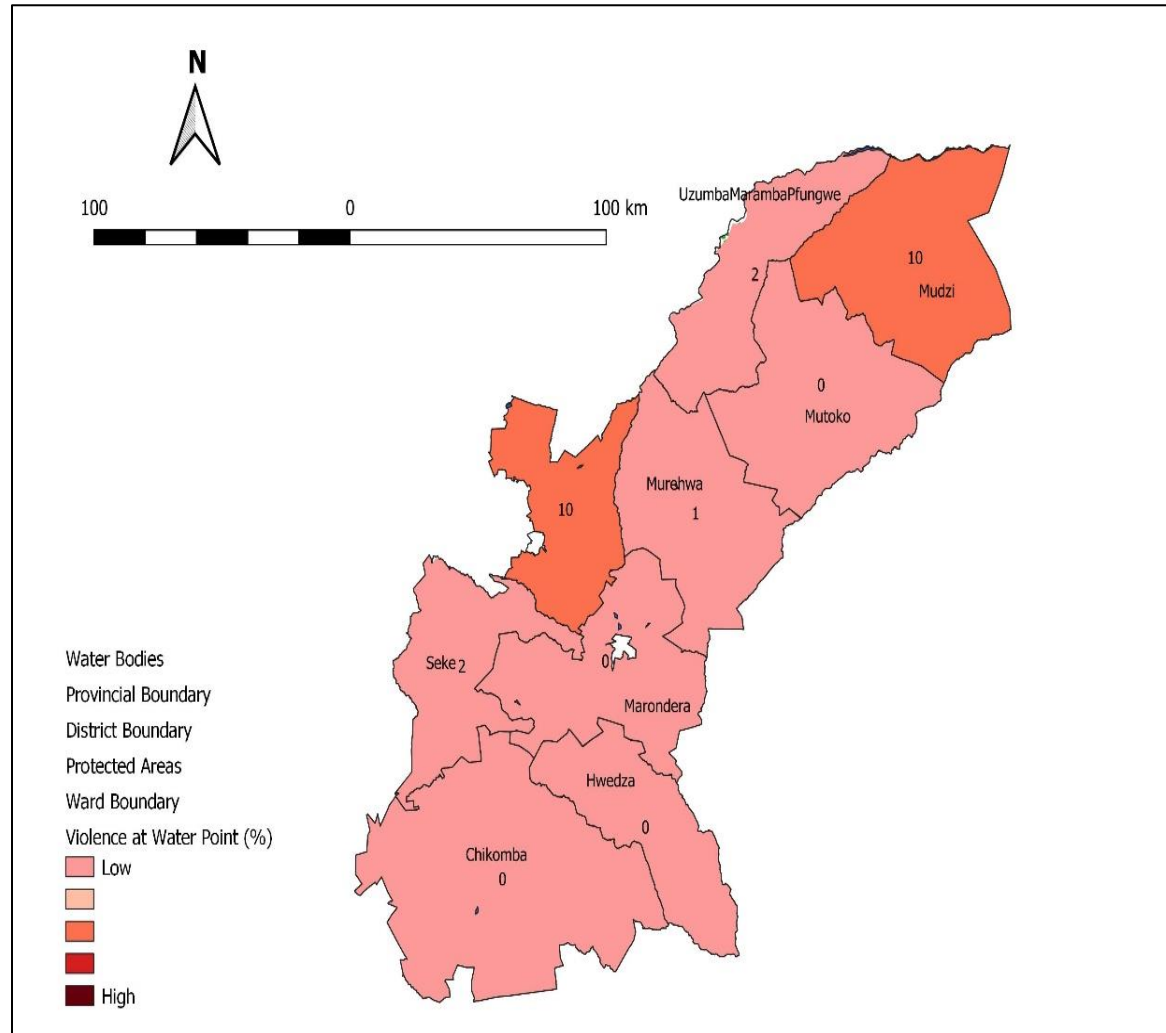 N
100 0 100 km
UzumbaMarambaPfungwe
2
10
Mudzi
0
Mutoko
Murehwa
1
10
Seke 2
0
Marondera
Hwedza
0
Chikomba
0
Water Bodies
Provincial Boundary
District Boundary
Protected Areas
Ward Boundary
Violence at Water Point (%)
Low
High